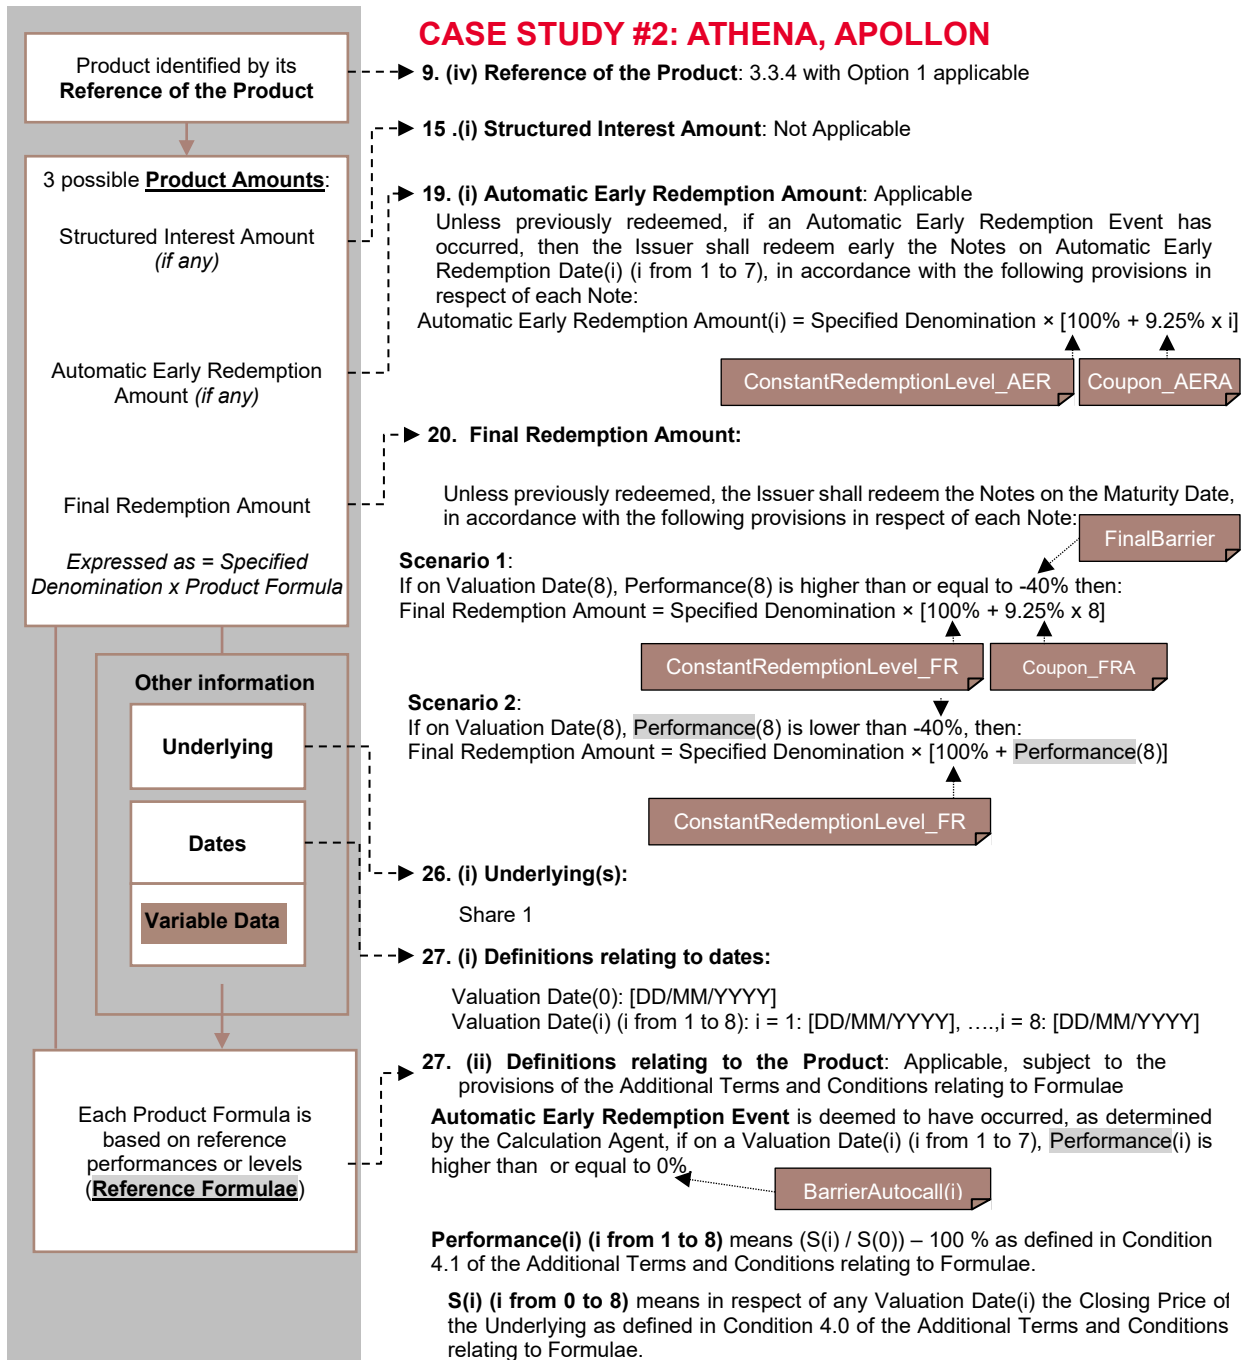 CASE STUDY #2: ATHENA, APOLLON
Product identified by its
Reference of the Product
9. (iv) Reference of the Product: 3.3.4 with Option 1 applicable
15 .(i) Structured Interest Amount: Not Applicable
3 possible Product Amounts:
Structured Interest Amount
(if any)
Automatic Early Redemption
Amount (if any)
Final Redemption Amount
Expressed as = Specified
Denomination x Product Formula
19. (i) Automatic Early Redemption Amount: Applicable
Unless previously redeemed, if an Automatic Early Redemption Event has
occurred, then the Issuer shall redeem early the Notes on Automatic Early
Redemption Date(i) (i from 1 to 7), in accordance with the following provisions in
respect of each Note:
Automatic Early Redemption Amount(i) = Specified Denomination × [100% + 9.25% x i]
ConstantRedemptionLevel_AER
Coupon_AERA
20. Final Redemption Amount:
Unless previously redeemed, the Issuer shall redeem the Notes on the Maturity Date,
in accordance with the following provisions in respect of each Note:
FinalBarrier
Scenario 1:
If on Valuation Date(8), Performance(8) is higher than or equal to -40% then:
Final Redemption Amount = Specified Denomination × [100% + 9.25% x 8]
ConstantRedemptionLevel_FR
Coupon_FRA
Scenario 2:
If on Valuation Date(8), Performance(8) is lower than -40%, then:
Final Redemption Amount = Specified Denomination × [100% + Performance(8)]
ConstantRedemptionLevel_FR
Other information
Underlying
Dates
Variable Data
26. (i) Underlying(s):
Share 1
27. (i) Definitions relating to dates:
Valuation Date(0): [DD/MM/YYYY]
Valuation Date(i) (i from 1 to 8): i = 1: [DD/MM/YYYY], ….,i = 8: [DD/MM/YYYY]
Each Product Formula is
based on reference
performances or levels
(Reference Formulae)
27. (ii) Definitions relating to the Product: Applicable, subject to the
provisions of the Additional Terms and Conditions relating to Formulae
Automatic Early Redemption Event is deemed to have occurred, as determined
by the Calculation Agent, if on a Valuation Date(i) (i from 1 to 7), Performance(i) is
higher than or equal to 0%.
BarrierAutocall(i)
Performance(i) (i from 1 to 8) means (S(i) / S(0)) – 100 % as defined in Condition
4.1 of the Additional Terms and Conditions relating to Formulae.
S(i) (i from 0 to 8) means in respect of any Valuation Date(i) the Closing Price of
the Underlying as defined in Condition 4.0 of the Additional Terms and Conditions
relating to Formulae.